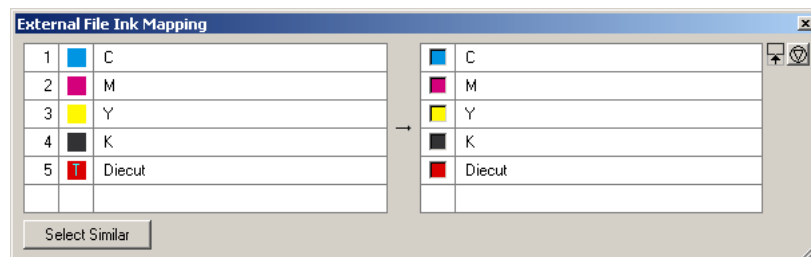 External File Ink Mapping
1 C C
2 M M
3 Y Y
4 K K
5 T Diecut Diecut
→
Select Similar